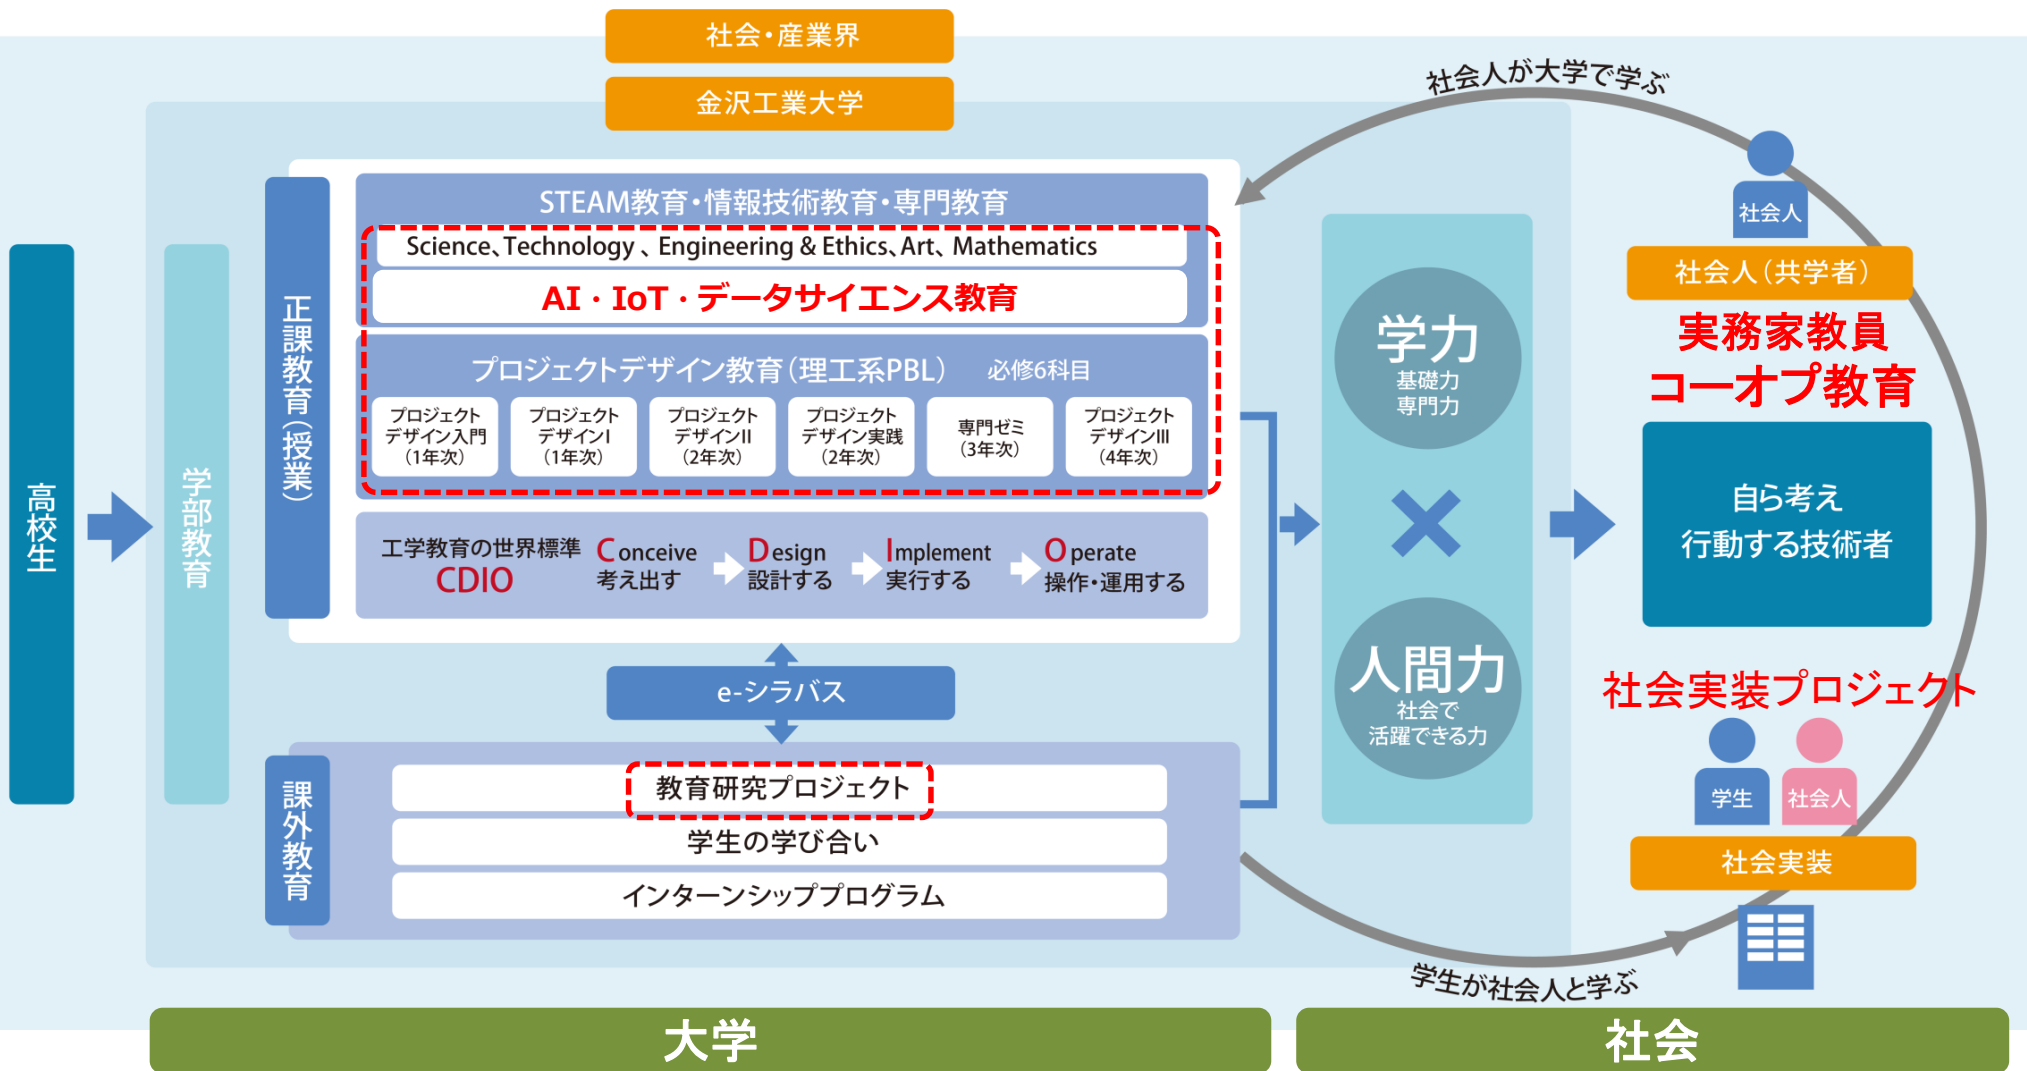 社会・産業界
金沢工業大学
高校生
学部教育
正課教育(授業)
STEAM教育・情報技術教育・専門教育
Science、Technology 、Engineering & Ethics、Art、Mathematics
AI・IoT・データサイエンス教育
プロジェクトデザイン教育(理工系PBL) 必修6科目
プロジェクト
デザイン入門
(1年次)
プロジェクト
デザインI
(1年次)
プロジェクト
デザインII
(2年次)
プロジェクト
デザイン実践
(2年次)
専門ゼミ
(3年次)
プロジェクト
デザインIII
(4年次)
工学教育の世界標準
CDIO
Conceive
考え出す
Design
設計する
Implement
実行する
Operate
操作・運用する
e-シラバス
課外教育
教育研究プロジェクト
学生の学び合い
インターンシッププログラム
学力
基礎力
専門力
×
人間力
社会で
活躍できる力
社会人が大学で学ぶ
社会人
社会人(共学者)
実務家教員
コーオプ教育
自ら考え
行動する技術者
社会実装プロジェクト
学生
社会人
社会実装
学生が社会人と学ぶ
大学
社会